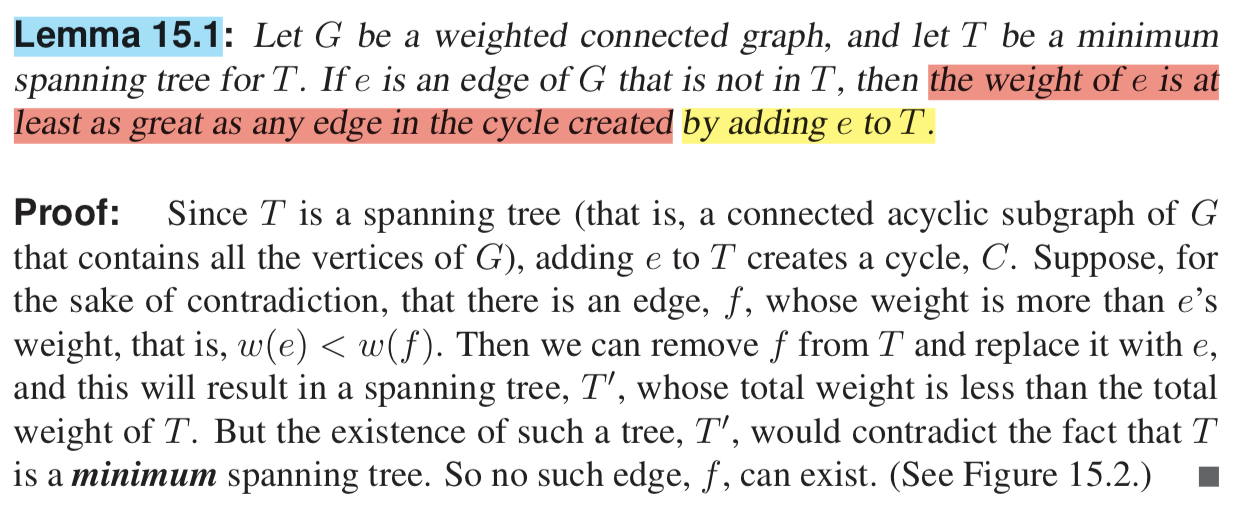 Lemma 15.1: Let G be a weighted connected graph, and let T be a minimum
spanning tree for T. If e is an edge of G that is not in T, then the weight of e is at
least as great as any edge in the cycle created by adding e to T.
Proof: Since T is a spanning tree (that is, a connected acyclic subgraph of G
that contains all the vertices of G), adding e to T creates a cycle, C. Suppose, for
the sake of contradiction, that there is an edge, f, whose weight is more than e’s
weight, that is, w(e) < w(f). Then we can remove f from T and replace it with e,
and this will result in a spanning tree, T′, whose total weight is less than the total
weight of T. But the existence of such a tree, T′, would contradict the fact that T
is a minimum spanning tree. So no such edge, f, can exist. (See Figure 15.2.) ■